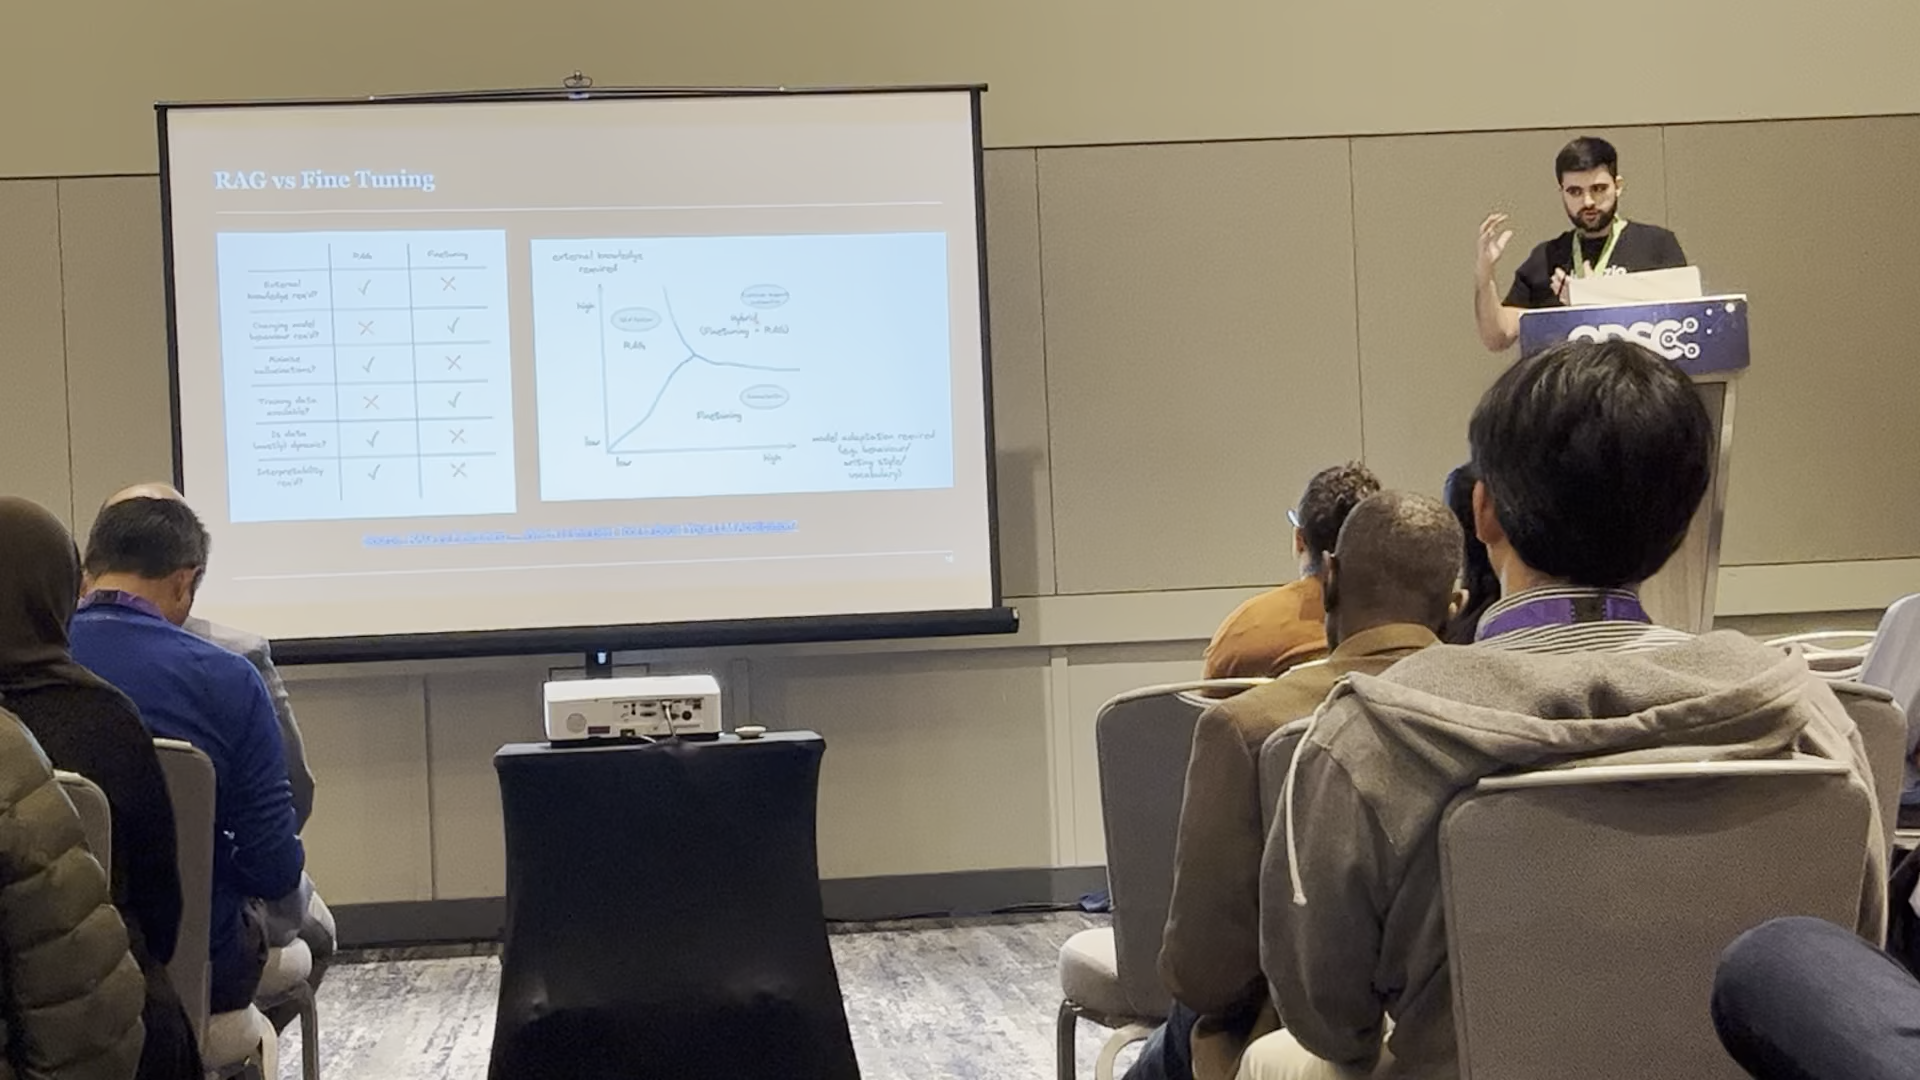 RAG vs Fine Tuning
RAG
Finetuning
External
knowledge req'd?
Changing model
behaviour req'd?
Minimise
hallucinations?
Training data
available?
Is data
(mostly) dynamic?
Interpretability
req'd?
external knowledge
required
high
low
low
high
RAG
Hybrid
(Finetuning + RAG)
Finetuning
model adaptation required
(e.g. behaviour/
writing style/
vocabulary)
ODSC